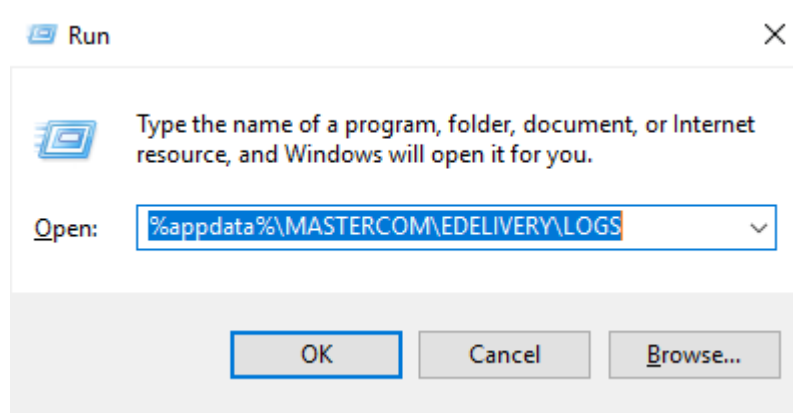 Run
Type the name of a program, folder, document, or Internet
resource, and Windows will open it for you.
Open: %appdata%\MASTERCOM\EDELIVERY\LOGS
OK Cancel Browse...